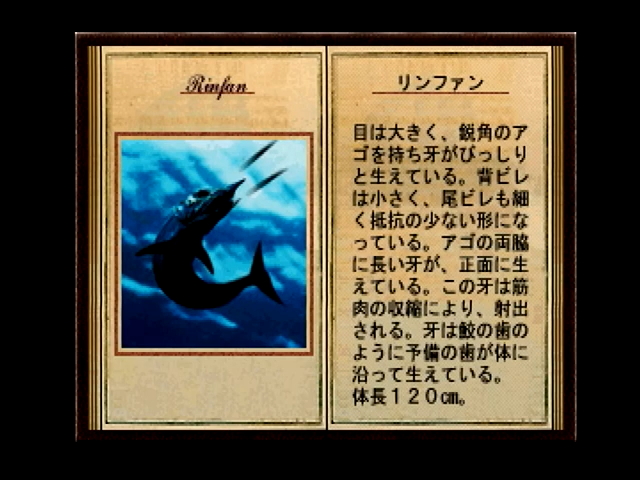 Rinfan
リンファン
目は大きく、鋭角のア
ゴを持ち牙がびっしり
と生えている。背ビレ
は小さく、尾ビレも細
く抵抗の少ない形にな
っている。アゴの両脇
に長い牙が、正面に生
えている。この牙は筋
肉の収縮により、射出
される。牙は鮫の歯の
ように予備の歯が体に
沿って生えている。
体長１２０㎝。